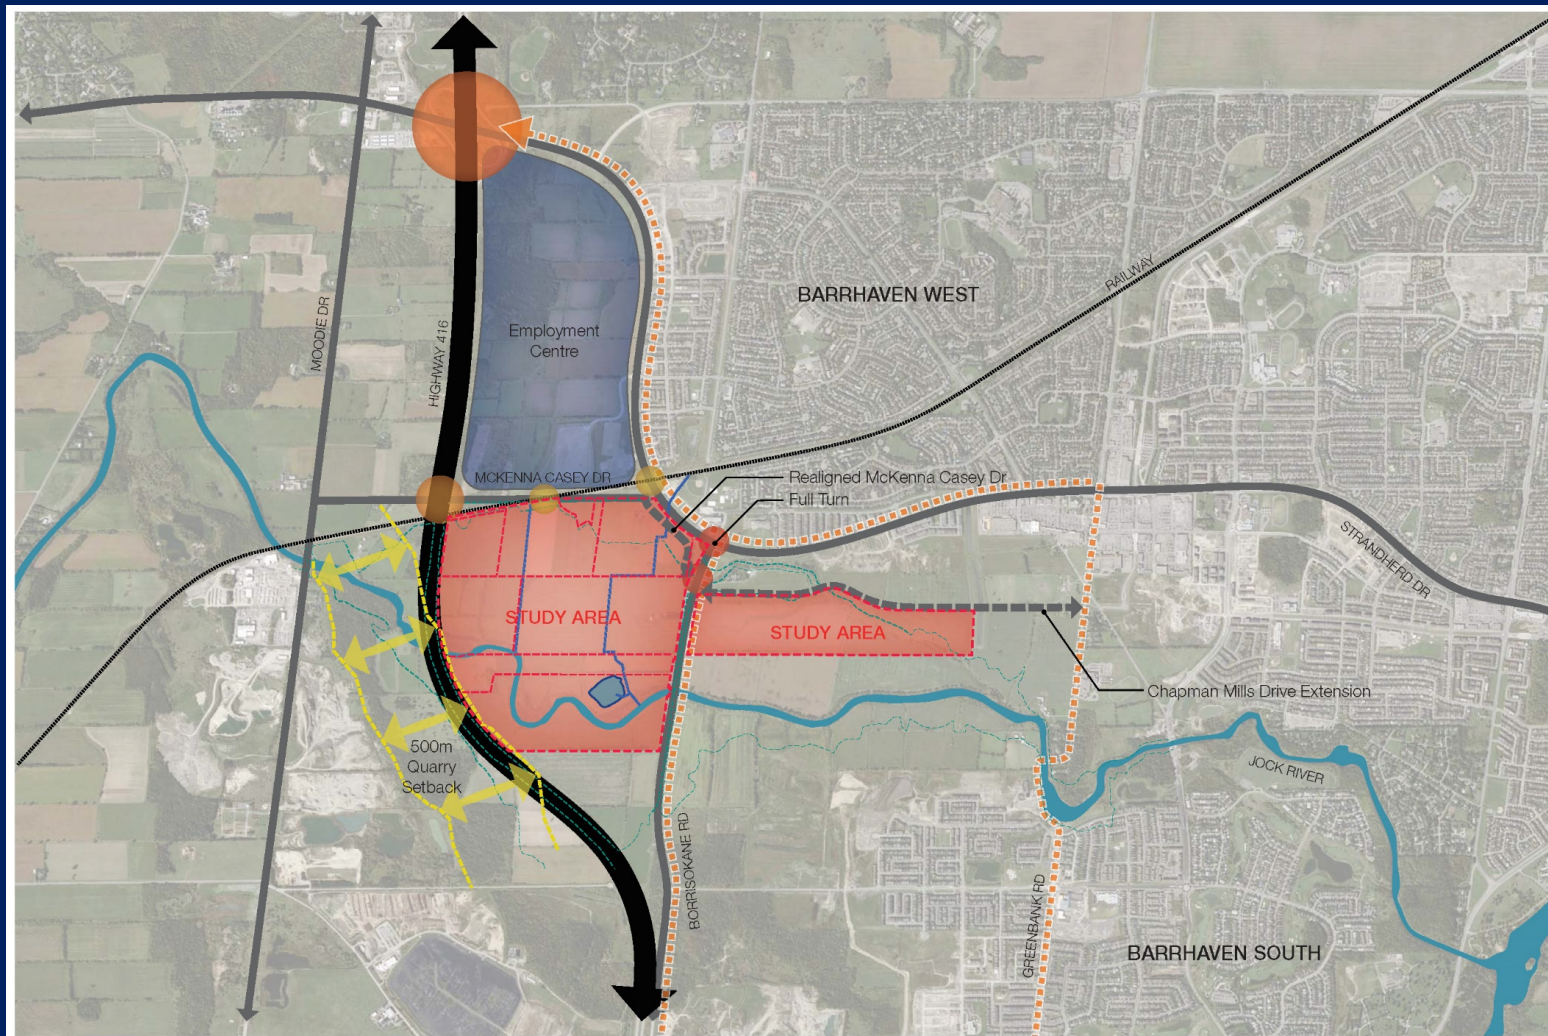 BARRHAVEN WEST
RAILWAY
MOODIE DR
HIGHWAY 416
Employment
Centre
MCKENNA CASEY DR
Realigned McKenna Casey Dr
Full Turn
STRANDHERD DR
STUDY AREA
STUDY AREA
Chapman Mills Drive Extension
500m
Quarry
Setback
JOCK RIVER
BORRISOKANE RD
GREENBANK RD
BARRHAVEN SOUTH